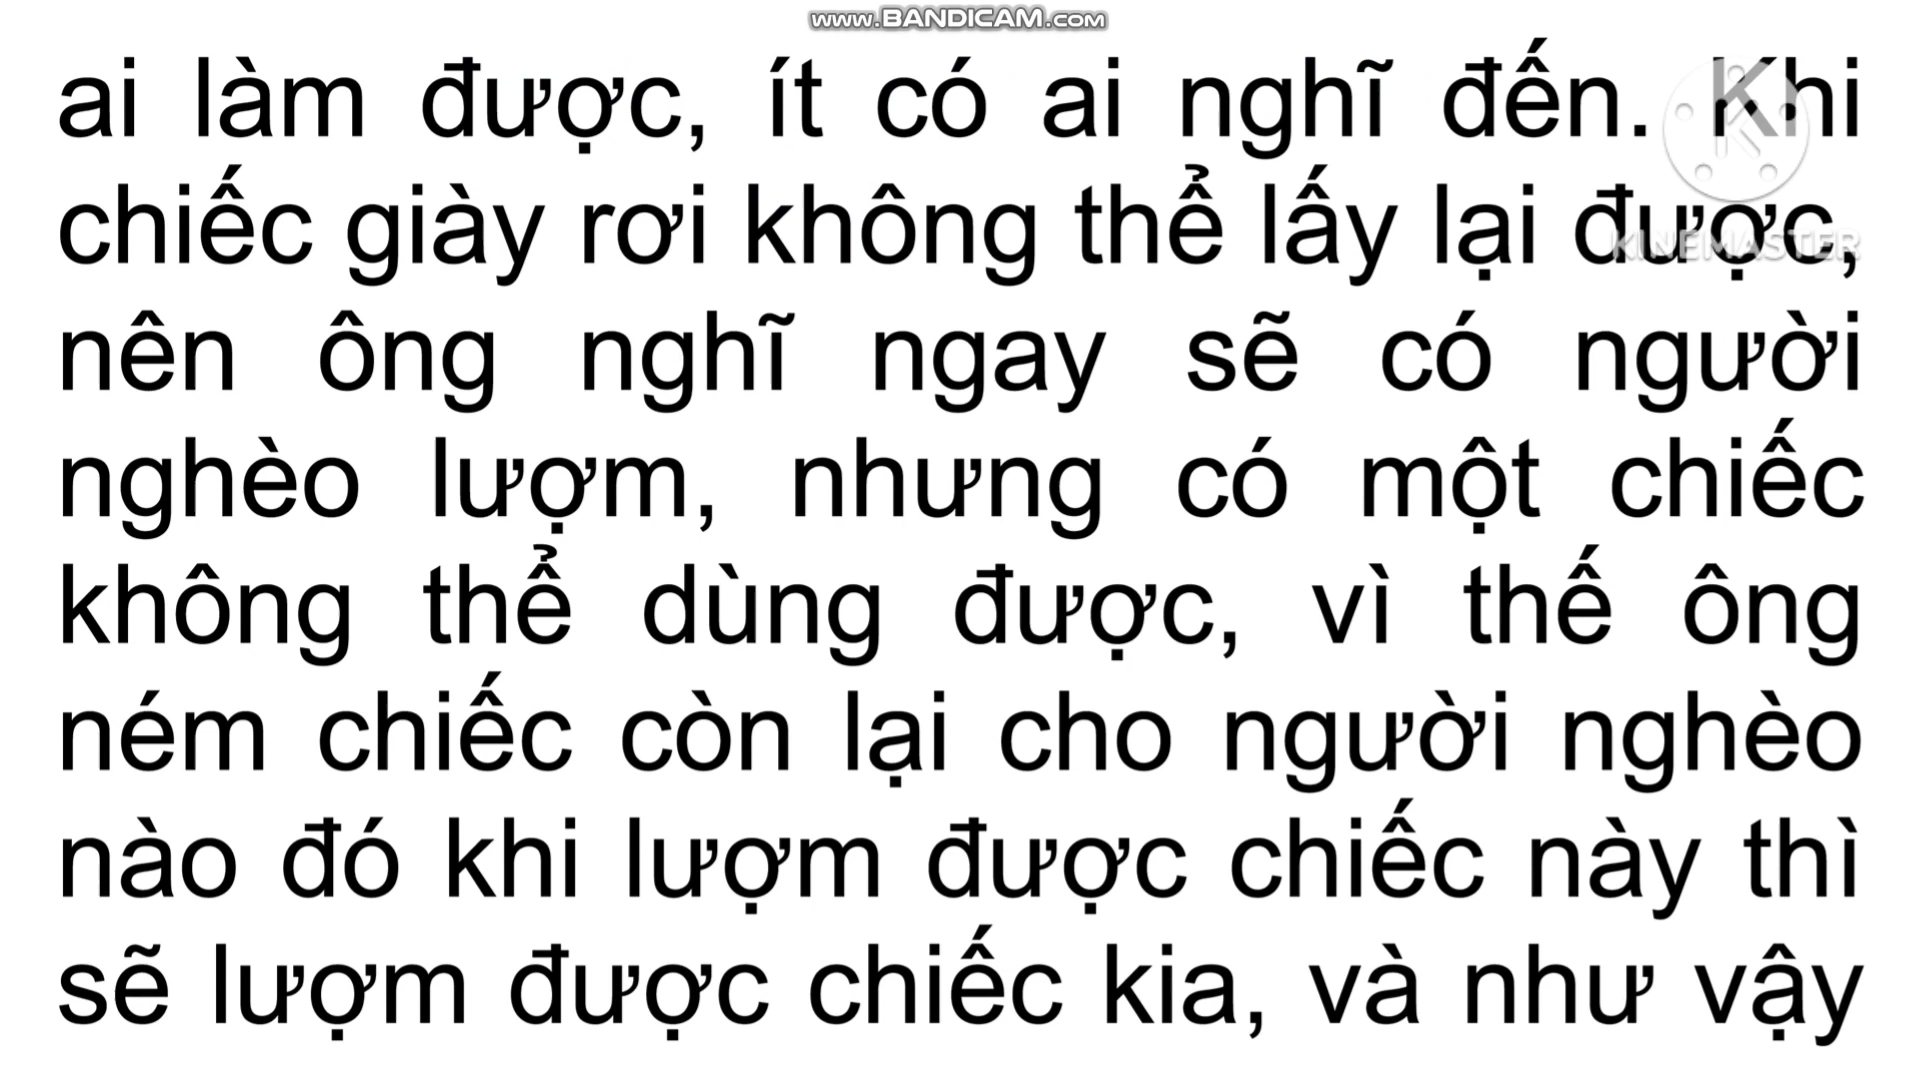 www.BANDICAM.com
ai làm được, ít có ai nghĩ đến. Khi
chiếc giày rơi không thể lấy lại được,
KINEMASTER
nên ông nghĩ ngay sẽ có người
nghèo lượm, nhưng có một chiếc
không thể dùng được, vì thế ông
ném chiếc còn lại cho người nghèo
nào đó khi lượm được chiếc này thì
sẽ lượm được chiếc kia, và như vậy